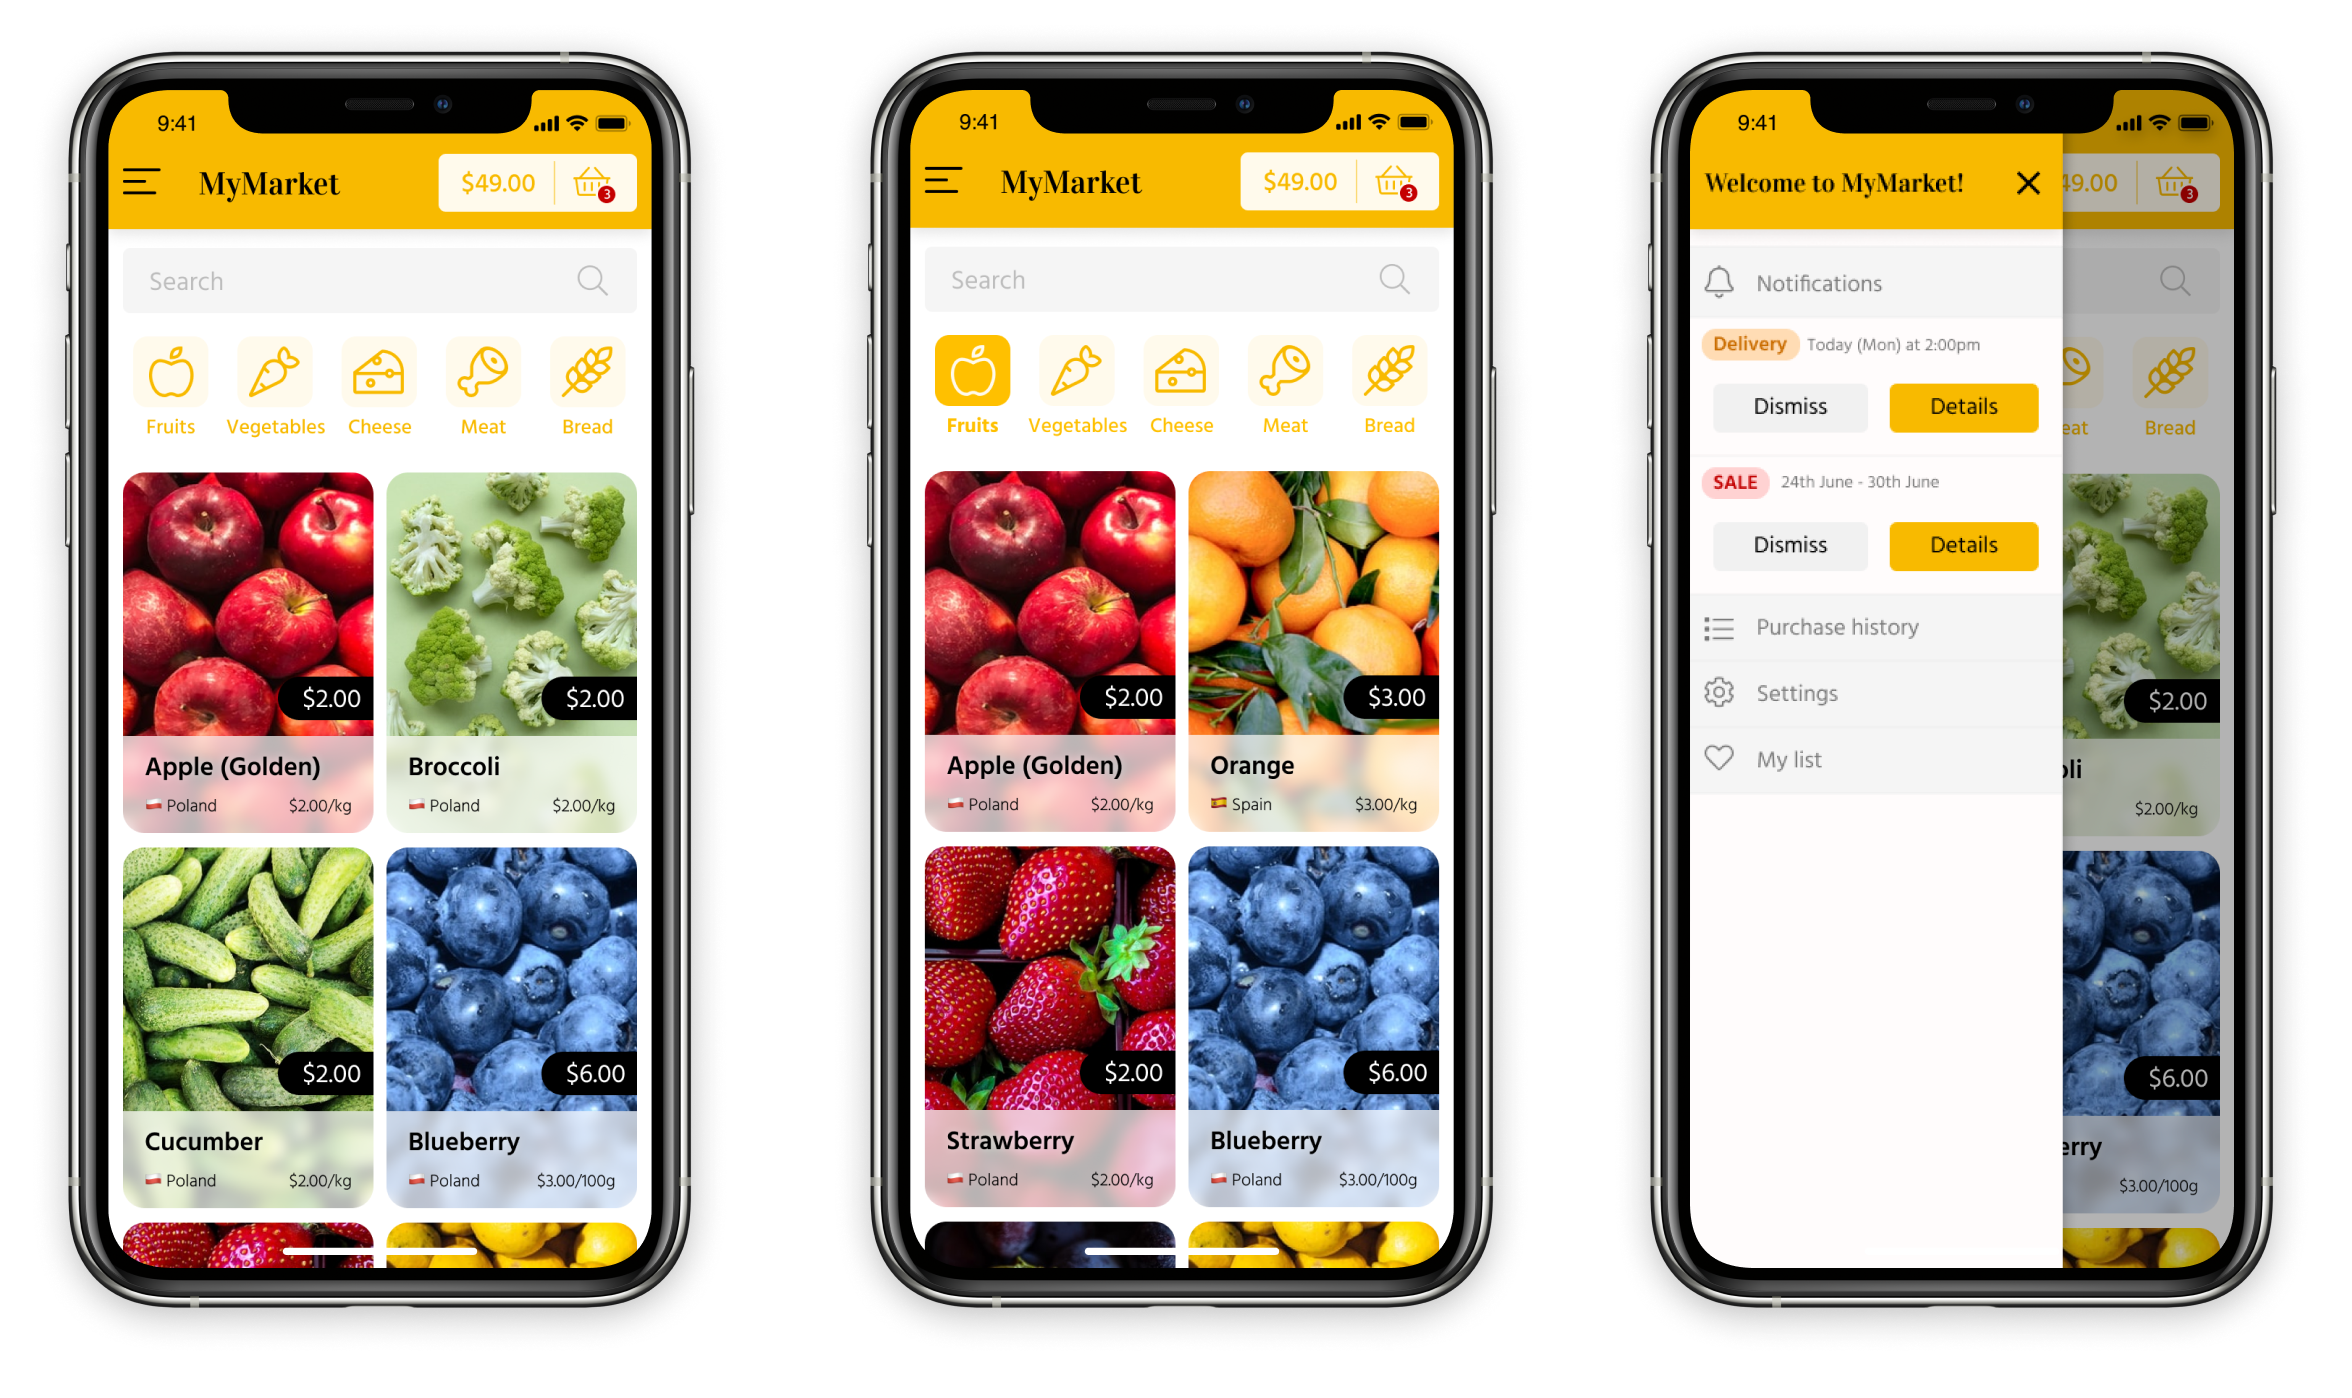 9:41
MyMarket
$49.00
3
Search
Fruits Vegetables Cheese Meat Bread
$2.00
Apple (Golden)
Poland $2.00/kg
$2.00
Broccoli
Poland $2.00/kg
$2.00
Cucumber
Poland $2.00/kg
$6.00
Blueberry
Poland $3.00/100g
9:41
MyMarket
$49.00
3
Search
Fruits Vegetables Cheese Meat Bread
$2.00
Apple (Golden)
Poland $2.00/kg
$3.00
Orange
Spain $3.00/kg
$2.00
Strawberry
Poland $2.00/kg
$6.00
Blueberry
Poland $3.00/100g
9:41
Welcome to MyMarket!
Notifications
Delivery Today (Mon) at 2:00pm
Dismiss Details
SALE 24th June - 30th June
Dismiss Details
Purchase history
Settings
My list
49.00
3
eat Bread
$2.00
oli
$2.00/kg
$6.00
erry
$3.00/100g